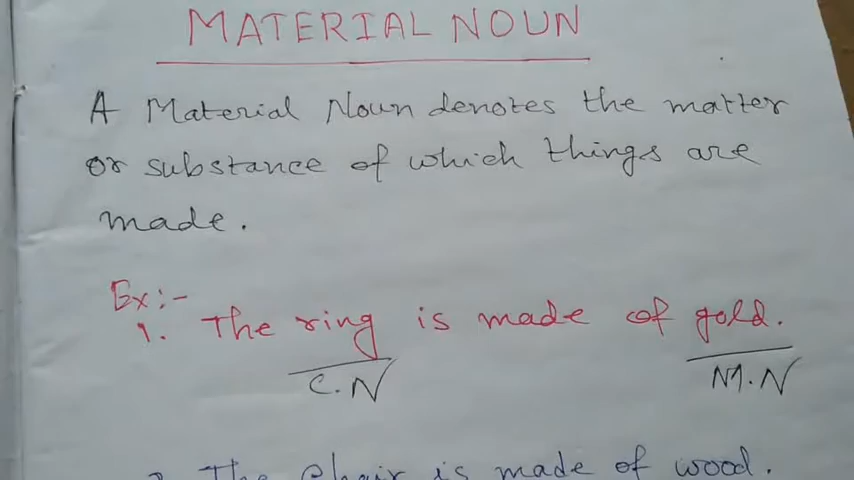 MATERIAL NOUN
A Material Noun denotes the matter
or substance of which things are
made.
Ex:-
1. The ring is made of gold.
C.N M.N
2. The Chair is made of wood.